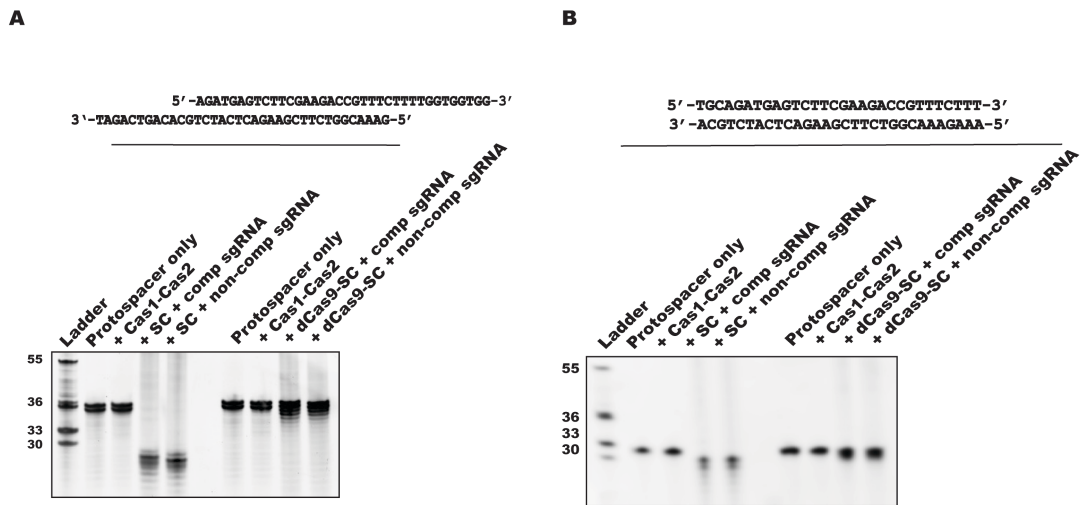 A
5'-AGATGAGTCTTCGAAGACCGTTTCTTTTGGTGGTGG-3'
3‵-TAGACTGACACGTCTACTCAGAAGCTTCTGGCAAAG-5'
Ladder
Protospacer only
+ Cas1-Cas2
+ SC + comp sgRNA
+ SC + non-comp sgRNA
Protospacer only
+ Cas1-Cas2
+ dCas9-SC + comp sgRNA
+ dCas9-SC + non-comp sgRNA
55
36
33
30
B
5'-TGCAGATGAGTCTTCGAAGACCGTTTCTTT-3'
3'-ACGTCTACTCAGAAGCTTCTGGCAAAGAAA-5'
Ladder
Protospacer only
+ Cas1-Cas2
+ SC + comp sgRNA
+ SC + non-comp sgRNA
Protospacer only
+ Cas1-Cas2
+ dCas9-SC + comp sgRNA
+ dCas9-SC + non-comp sgRNA
55
36
33
30